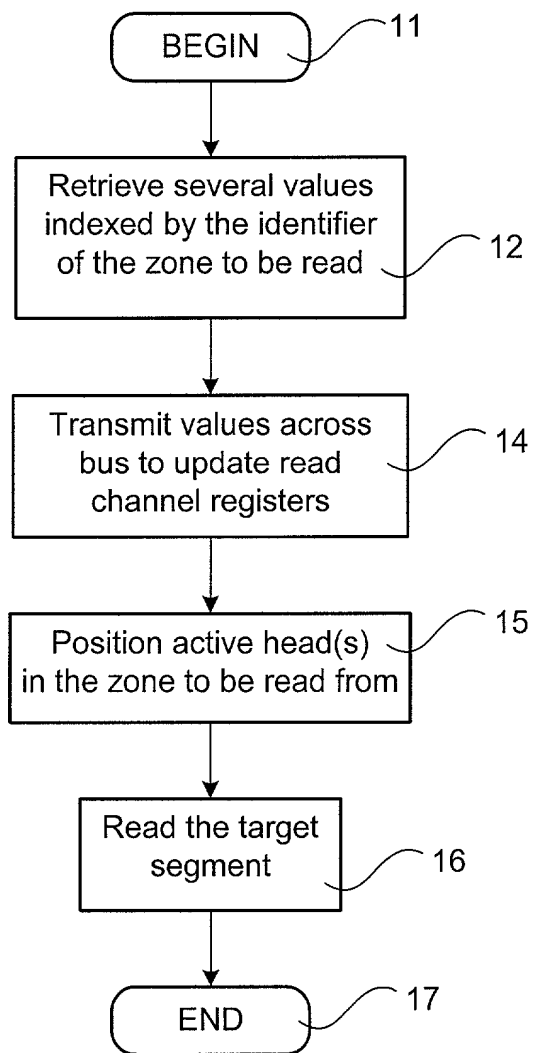 BEGIN
11
Retrieve several values
indexed by the identifier
of the zone to be read
12
Transmit values across
bus to update read
channel registers
14
Position active head(s)
in the zone to be read from
15
Read the target
segment
16
END
17